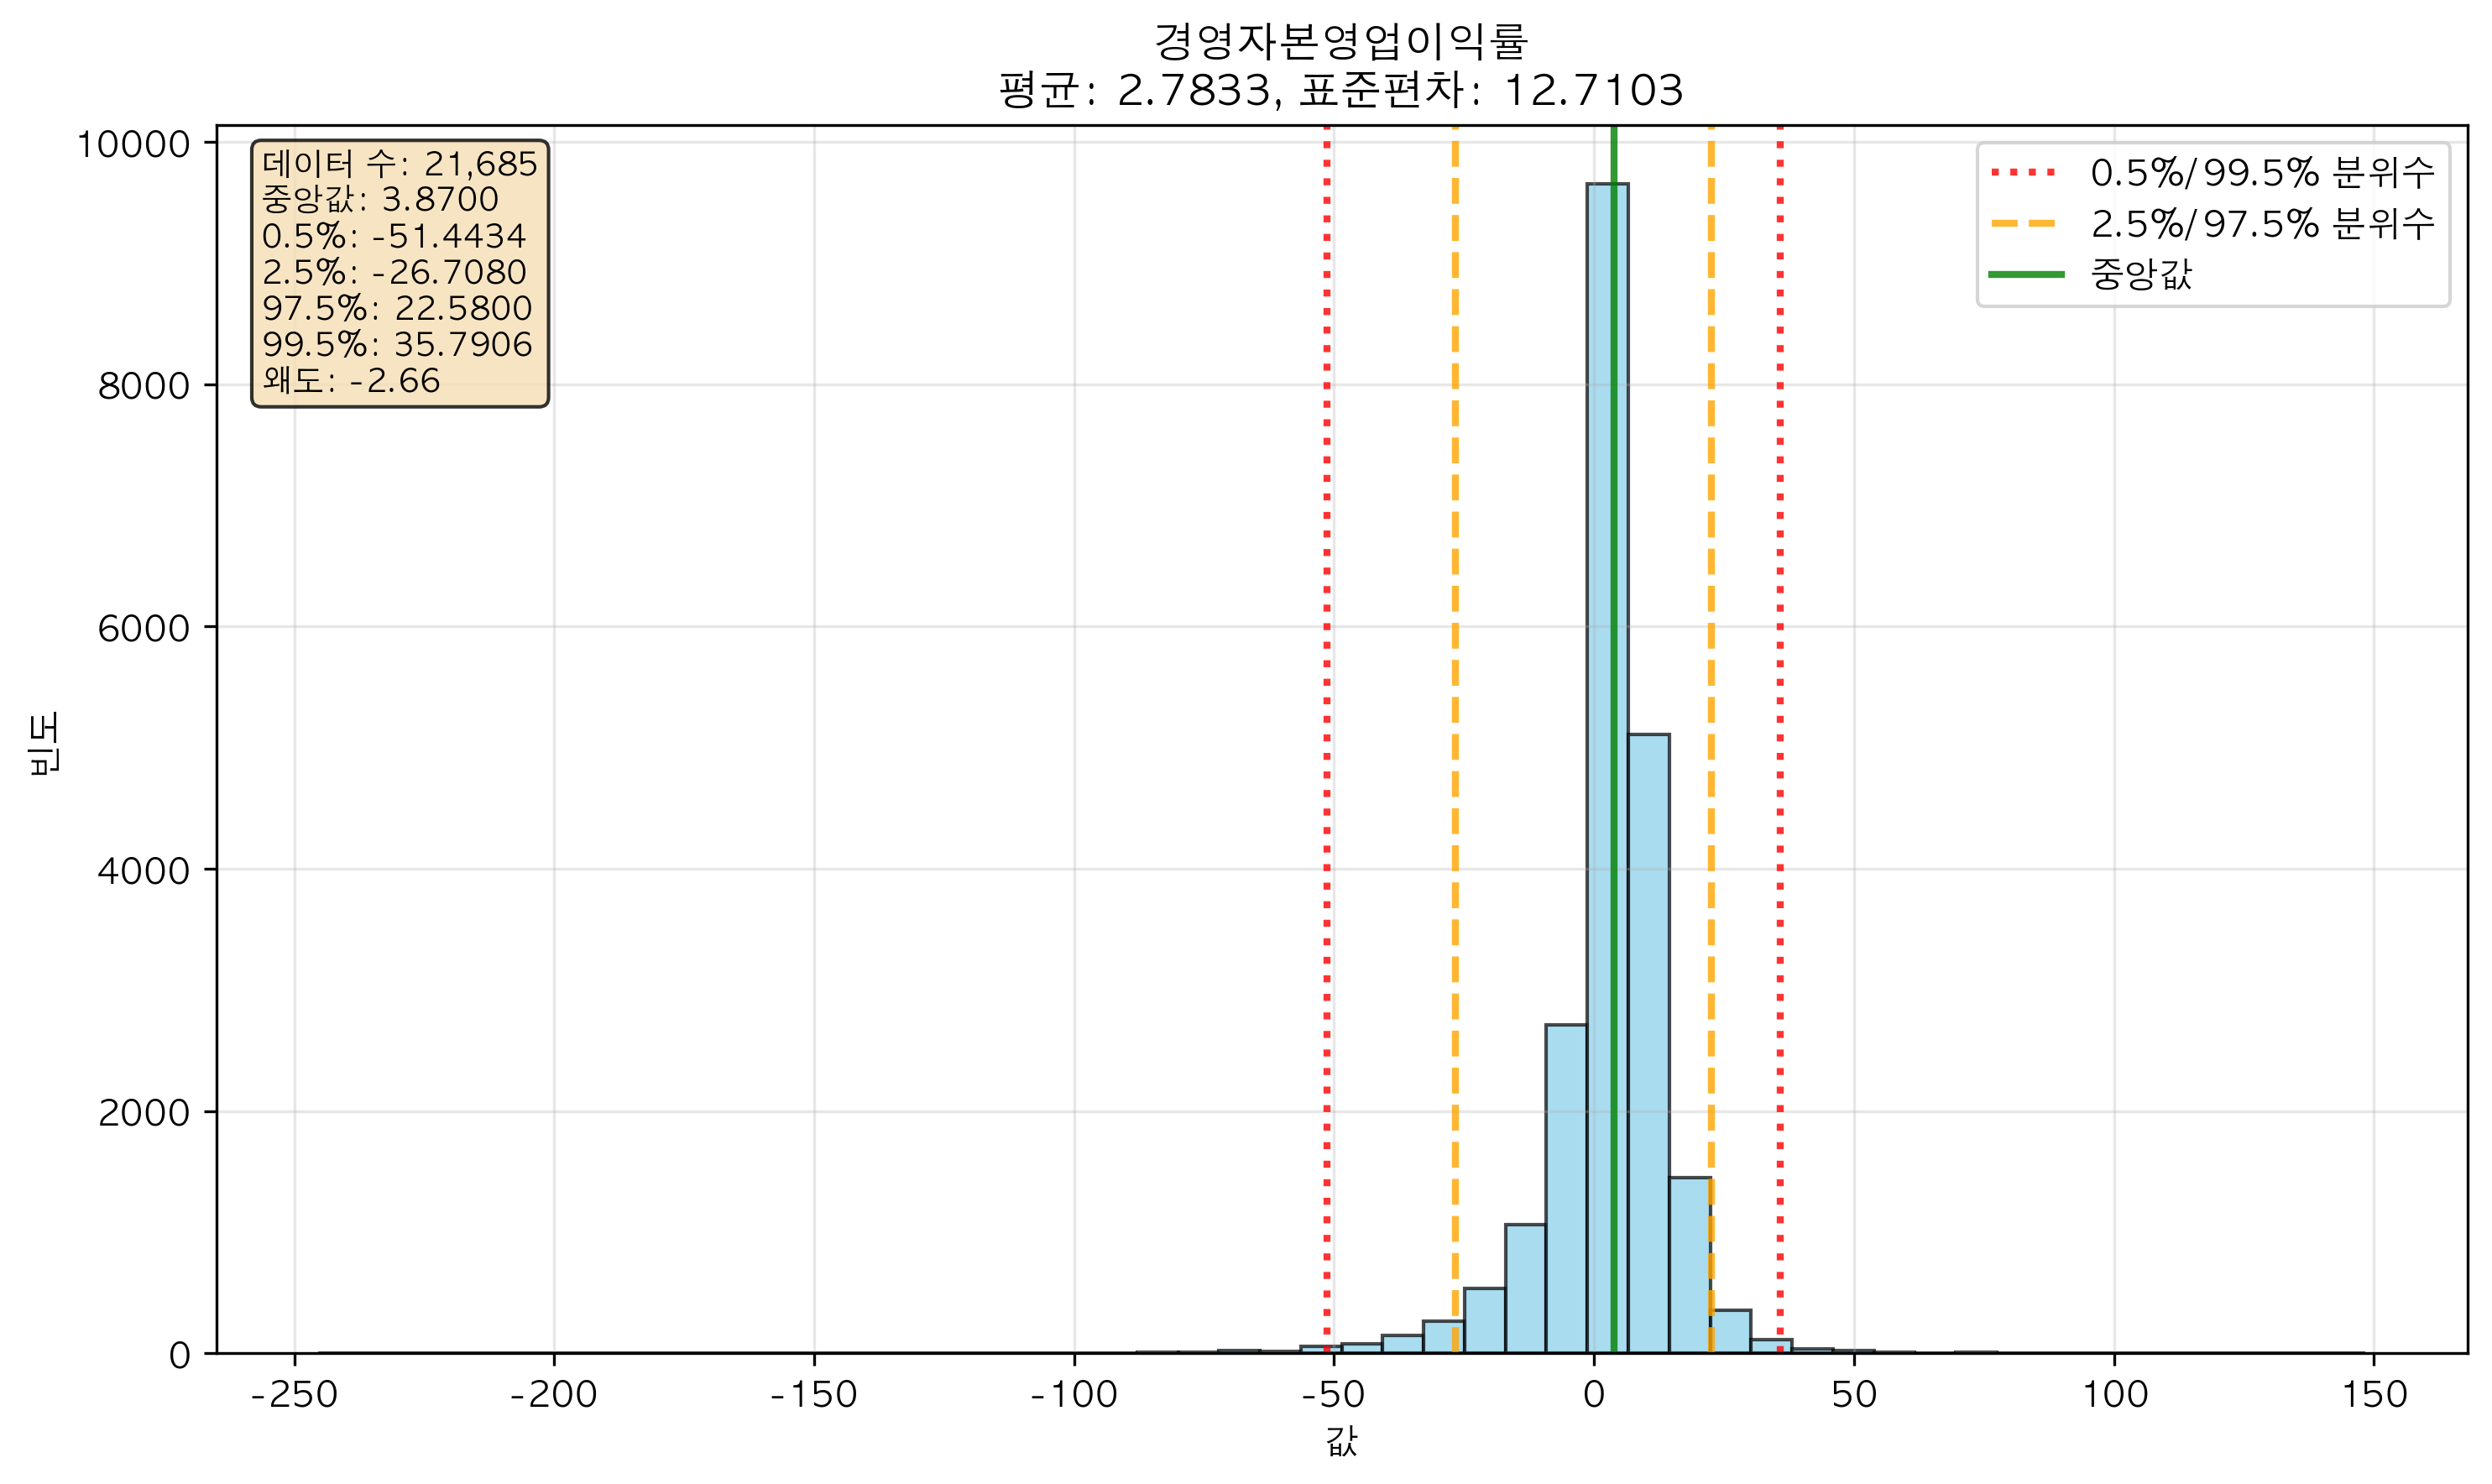 경영자본영업이익률
평균: 2.7833, 표준편차: 12.7103
데이터 수: 21,685
중앙값: 3.8700
0.5%: -51.4434
2.5%: -26.7080
97.5%: 22.5800
99.5%: 35.7906
왜도: -2.66
0.5%/99.5% 분위수
2.5%/97.5% 분위수
중앙값
10000
8000
6000
4000
2000
0
빈도
-250 -200 -150 -100 -50 0 50 100 150
값